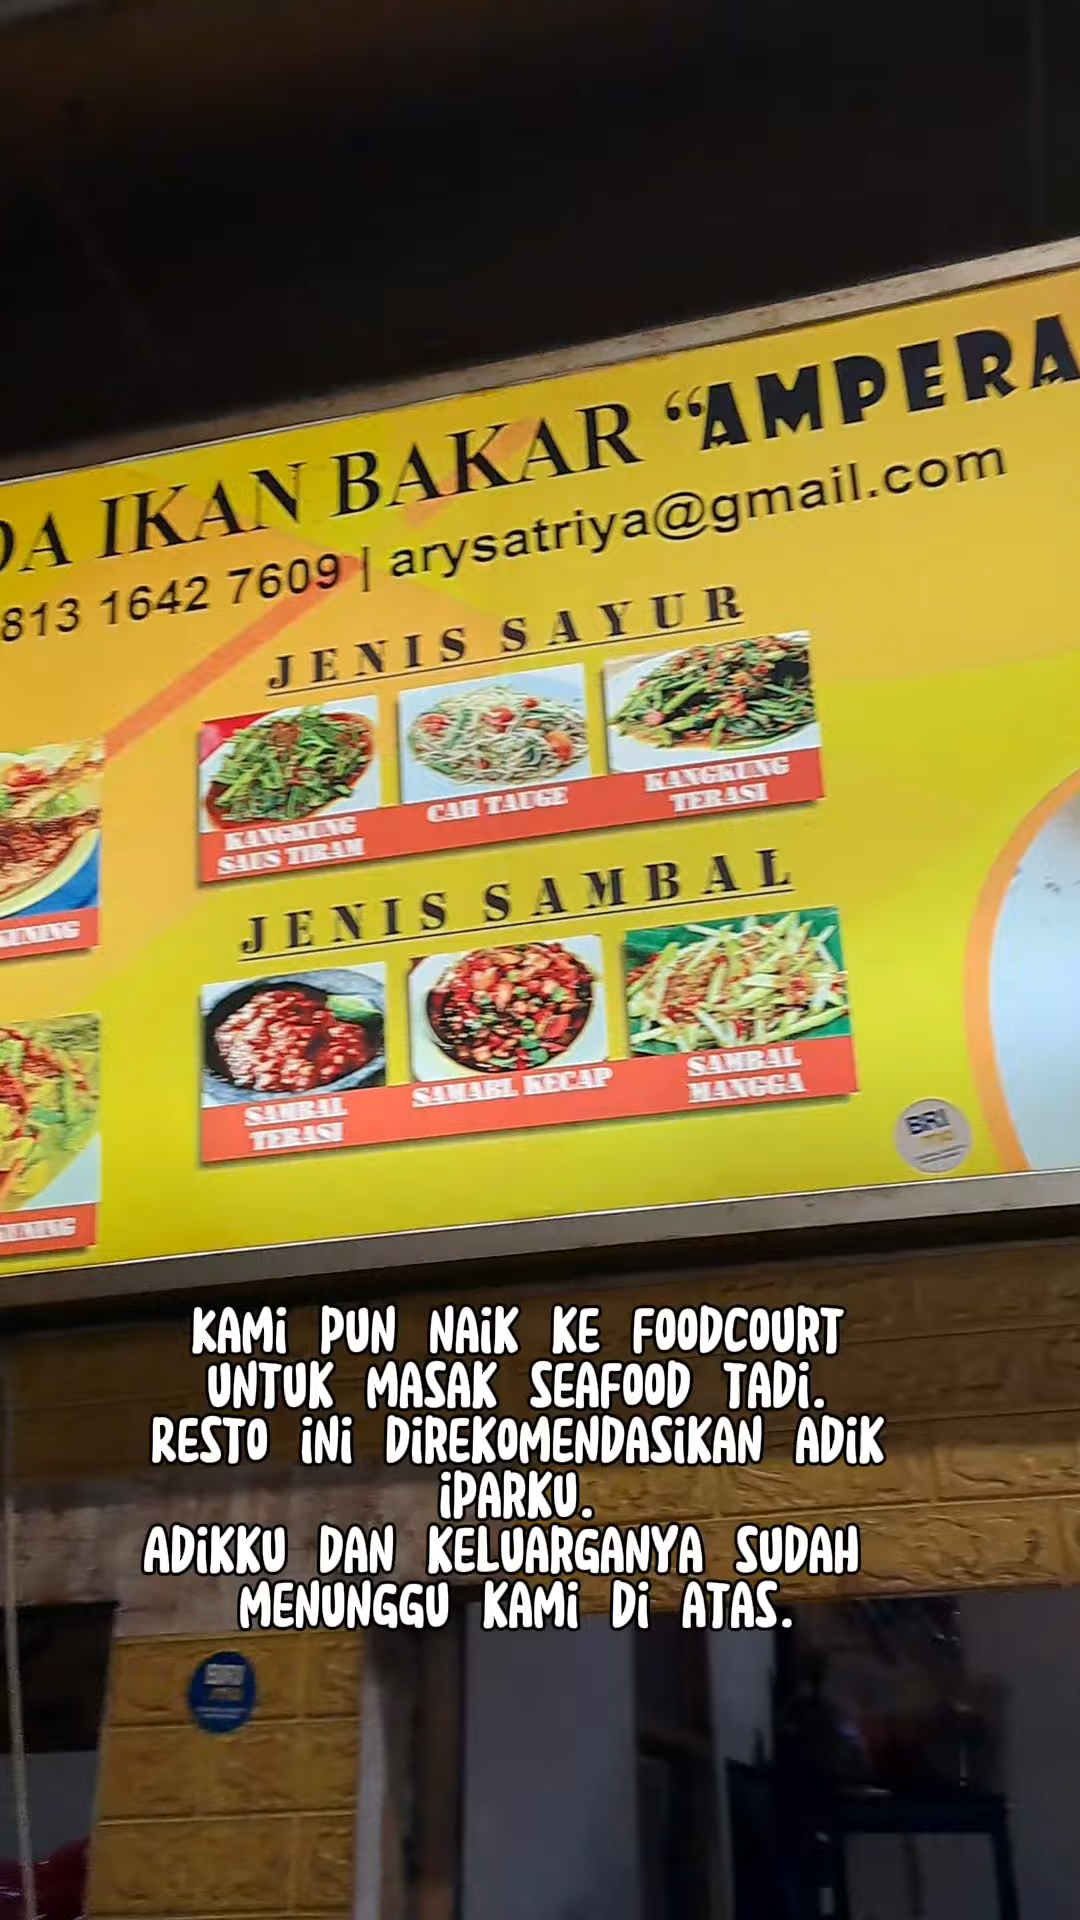 DA IKAN BAKAR "AMPERA
813 1642 7609 | arysatriya@gmail.com
JENIS SAYUR
KANGKUNG
SAUS TIRAM
CAH TAUGE
KANGKUNG
TERASI
JENIS SAMBAL
SAMBAL
TERASI
SAMABL KECAP
SAMBAL
MANGGA
BRI
mo
KAMI PUN NAIK KE FOODCOURT
UNTUK MASAK SEAFOOD TADI.
RESTO INI DIREKOMENDASIKAN ADIK
IPARKU.
ADIKKU DAN KELUARGANYA SUDAH
MENUNGGU KAMI DI ATAS.